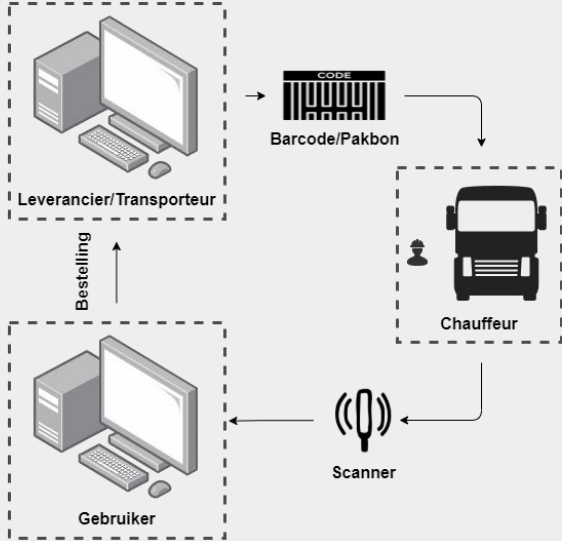 CODE
Barcode/Pakbon
Leverancier/Transporteur
Bestelling
Chauffeur
Scanner
Gebruiker